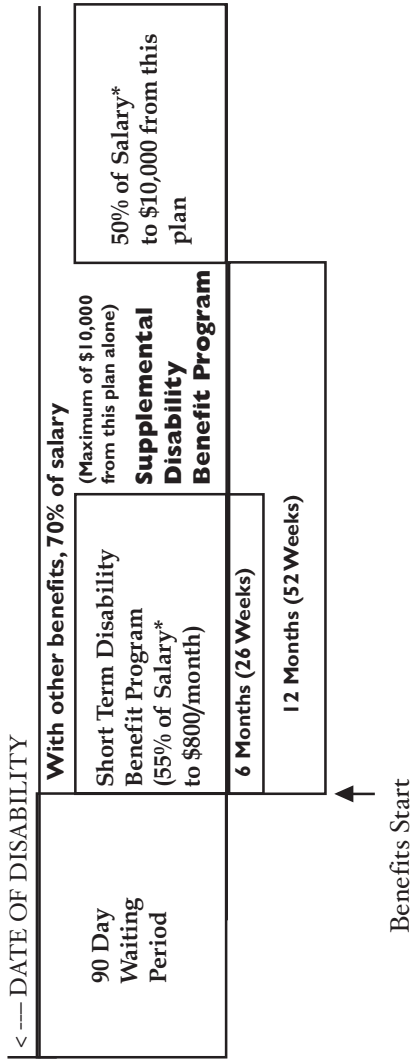 < ---- DATE OF DISABILITY
90 Day
Waiting
Period
With other benefits, 70% of salary
Short Term Disability
Benefit Program
(55% of Salary*
to $800/month)
(Maximum of $10,000
from this plan alone)
Supplemental
Disability
Benefit Program
50% of Salary*
to $10,000 from this
plan
6 Months (26 Weeks)
12 Months (52 Weeks)
Benefits Start